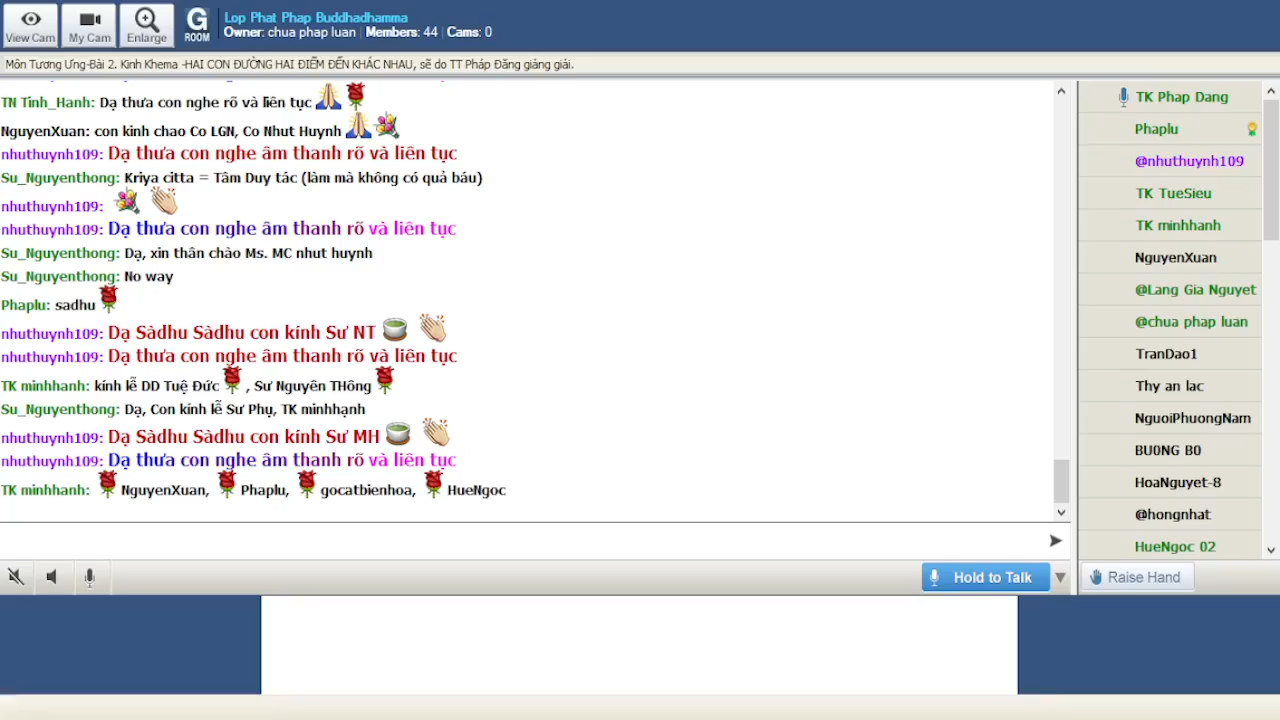 View Cam
My Cam
Enlarge
G
ROOM
Lop Phat Phap Buddhadhamma
Owner: chua phap luan | Members: 44 | Cams: 0
Môn Tương Ưng-Bài 2. Kinh Khema -HAI CON ĐƯỜNG HAI ĐIỂM ĐẾN KHÁC NHAU, sẽ do TT Pháp Đăng giảng giải.
TN Tinh_Hanh: Dạ thưa con nghe rõ và liên tục
NguyenXuan: con kinh chao Co LGN, Co Nhut Huynh
nhuthuynh109: Dạ thưa con nghe âm thanh rõ và liên tục
Su_Nguyenthong: Kriya citta = Tâm Duy tác (làm mà không có quả báu)
nhuthuynh109:
nhuthuynh109: Dạ thưa con nghe âm thanh rõ và liên tục
Su_Nguyenthong: Dạ, xin thân chào Ms. MC nhut huynh
Su_Nguyenthong: No way
Phaplu: sadhu
nhuthuynh109: Dạ Sàdhu Sàdhu con kính Sư NT
nhuthuynh109: Dạ thưa con nghe âm thanh rõ và liên tục
TK minhhanh: kính lễ DD Tuệ Đức , Sư Nguyên THông
Su_Nguyenthong: Dạ, Con kính lễ Sư Phụ, TK minhhạnh
nhuthuynh109: Dạ Sàdhu Sàdhu con kính Sư MH
nhuthuynh109: Dạ thưa con nghe âm thanh rõ và liên tục
TK minhhanh: NguyenXuan, Phaplu, gocatbienhoa, HueNgoc
Hold to Talk
TK Phap Dang
Phaplu
@nhuthuynh109
TK TueSieu
TK minhhanh
NguyenXuan
@Lang Gia Nguyet
@chua phap luan
TranDao1
Thy an lac
NguoiPhuongNam
BU0NG B0
HoaNguyet-8
@hongnhat
HueNgoc 02
Raise Hand